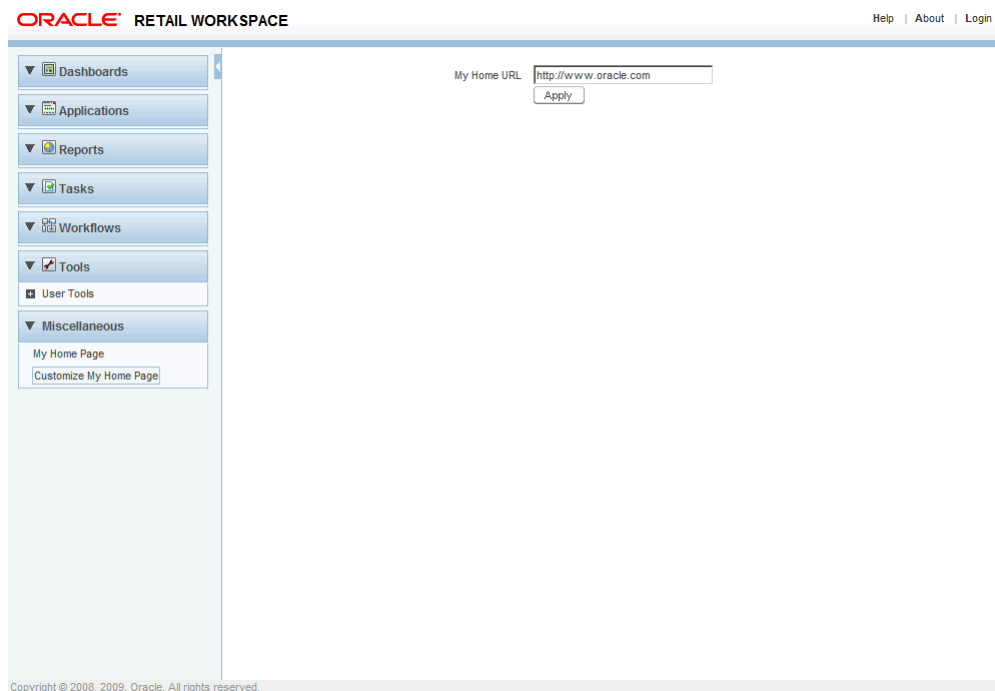 ORACLE RETAIL WORKSPACE
Help | About | Login
Dashboards
Applications
Reports
Tasks
Workflows
Tools
User Tools
Miscellaneous
My Home Page
Customize My Home Page
My Home URL http://www.oracle.com
Apply
Copyright © 2008, 2009, Oracle. All rights reserved.